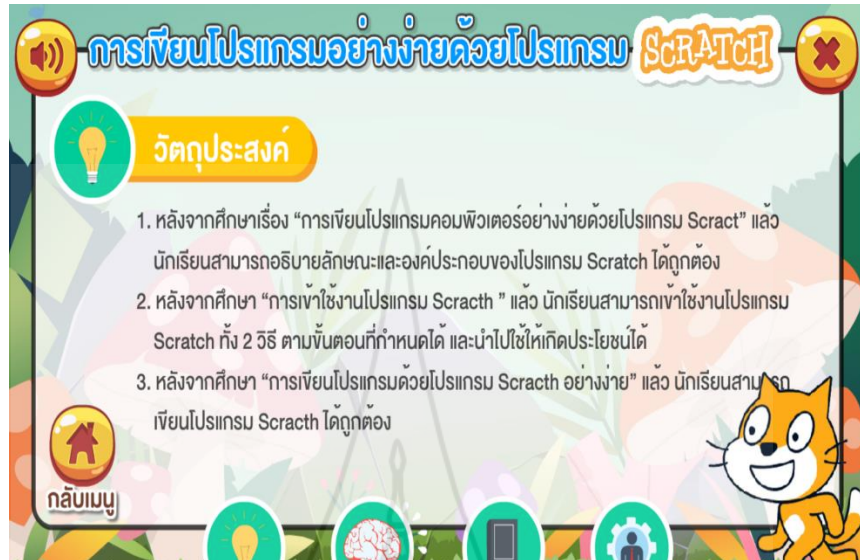 การเขียนโปรแกรมอย่างง่ายด้วยโปรแกรม SCRATCH
วัตถุประสงค์
1. หลังจากศึกษาเรื่อง “การเขียนโปรแกรมคอมพิวเตอร์อย่างง่ายด้วยโปรแกรม Scract” แล้ว
นักเรียนสามารถอธิบายลักษณะและองค์ประกอบของโปรแกรม Scratch ได้ถูกต้อง
2. หลังจากศึกษา “การเข้าใช้งานโปรแกรม Scracth ” แล้ว นักเรียนสามารถเข้าใช้งานโปรแกรม
Scratch ทั้ง 2 วิธี ตามขั้นตอนที่กำหนดได้ และนำไปใช้ให้เกิดประโยชน์ได้
3. หลังจากศึกษา “การเขียนโปรแกรมด้วยโปรแกรม Scracth อย่างง่าย” แล้ว นักเรียนสามารถ
เขียนโปรแกรม Scracth ได้ถูกต้อง
กลับเมนู